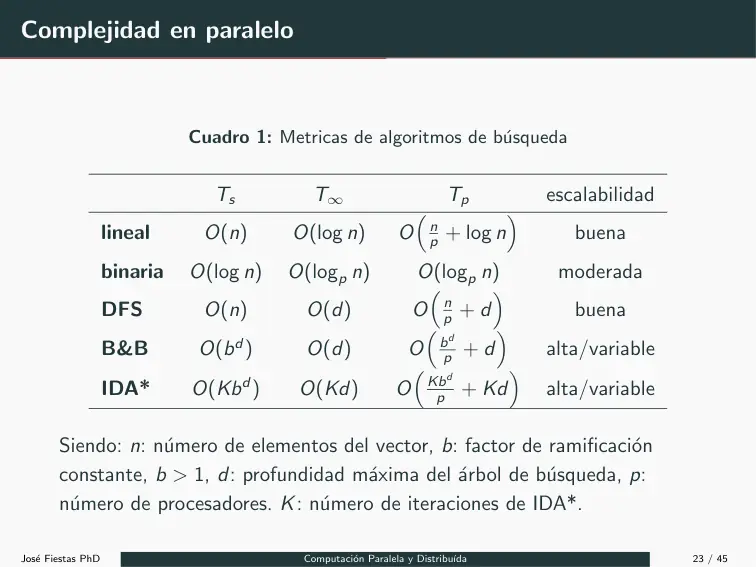 Complejidad en paralelo
Cuadro 1: Metricas de algoritmos de búsqueda
T_s T_∞ T_p escalabilidad
lineal O(n) O(log n) O(n/p + log n) buena
binaria O(log n) O(log_p n) O(log_p n) moderada
DFS O(n) O(d) O(n/p + d) buena
B&B O(b^d) O(d) O(b^d/p + d) alta/variable
IDA* O(Kb^d) O(Kd) O(Kb^d/p + Kd) alta/variable
Siendo: n: número de elementos del vector, b: factor de ramificación
constante, b > 1, d: profundidad máxima del árbol de búsqueda, p:
número de procesadores. K: número de iteraciones de IDA*.
José Fiestas PhD Computación Paralela y Distribuída 23 / 45